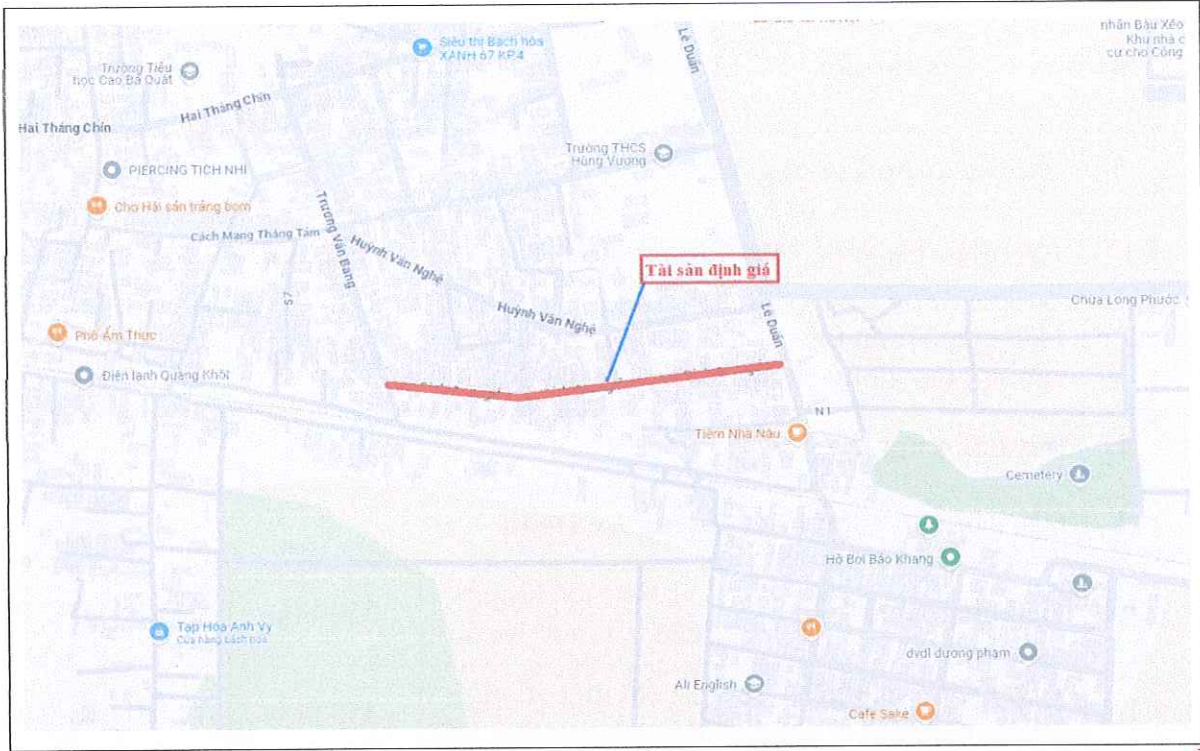 nhân Bàu Xéo
Khu nhà c
cư cho Công
Lê Duẩn
Siêu thị Bách hóa
XANH 67 KP.4
Trường Tiểu
học Cao Bá Quát
Hai Tháng Chín
Hai Tháng Chín
Trường THCS
Hùng Vương
PIERCING TICH NHI
Chợ Hải sản trảng bom
Cách Mạng Tháng Tám
Trương Văn Bang
Huỳnh Văn Nghệ
Tài sản định giá
Huỳnh Văn Nghệ
Lê Duẩn
Chùa Long Phước
Phố Ẩm Thực
Điện lạnh Quang Khôi
N1
Tiệm Nhà Nâu
Cemetery
Hồ Bơi Bảo Khang
Tạp Hóa Anh Vy
Cửa hàng bách hóa
dvdl dương phạm
Ali English
Cafe Sake